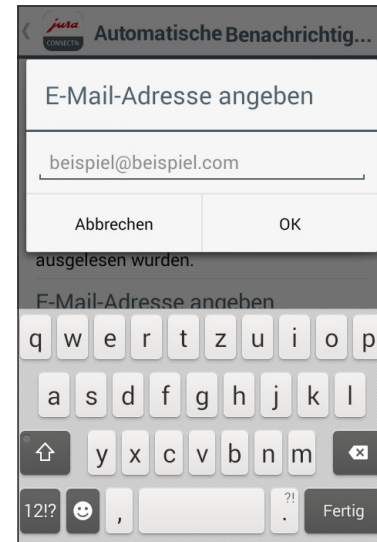 jura
CONNECT
Automatische Benachrichtig...
E-Mail-Adresse angeben
beispiel@beispiel.com
Abbrechen
OK
ausgelesen wurden.
E-Mail-Adresse angeben
q w e r t z u i o p
a s d f g h j k l
y x c v b n m
12!? , ?! . Fertig